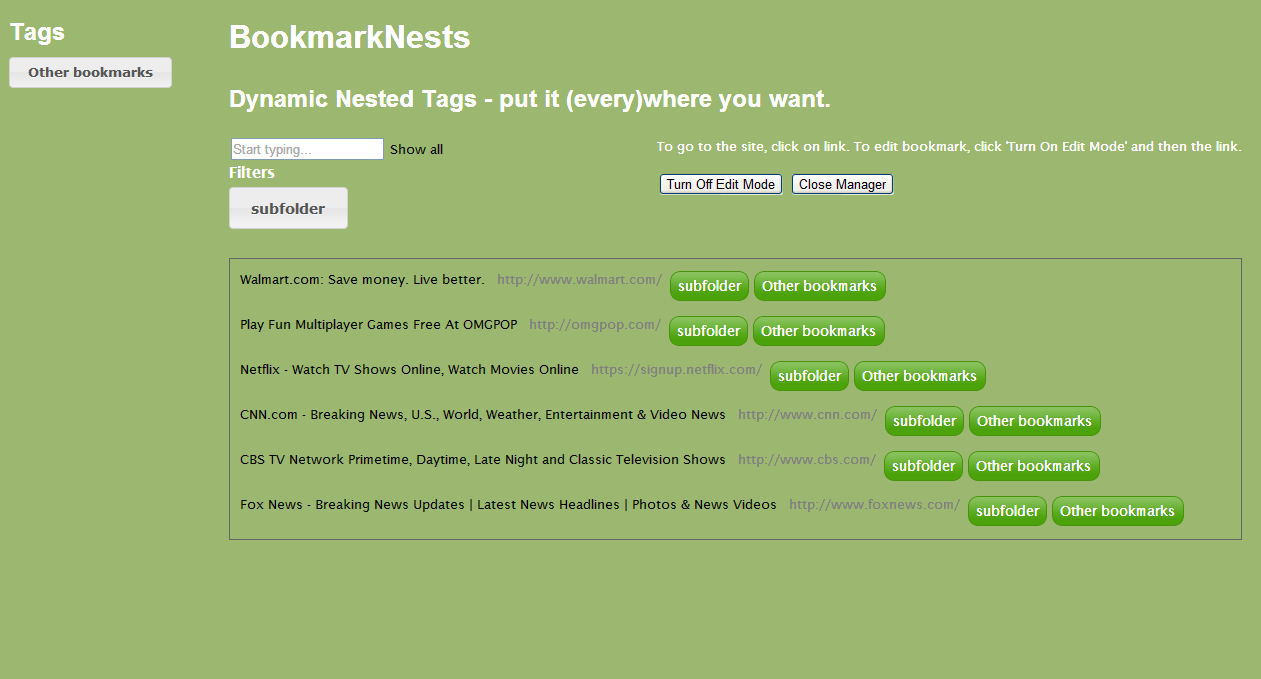 Tags
Other bookmarks
BookmarkNests
Dynamic Nested Tags - put it (every)where you want.
Start typing... Show all
To go to the site, click on link. To edit bookmark, click 'Turn On Edit Mode' and then the link.
Filters
Turn Off Edit Mode Close Manager
subfolder
Walmart.com: Save money. Live better. http://www.walmart.com/ subfolder Other bookmarks
Play Fun Multiplayer Games Free At OMGPOP http://omgpop.com/ subfolder Other bookmarks
Netflix - Watch TV Shows Online, Watch Movies Online https://signup.netflix.com/ subfolder Other bookmarks
CNN.com - Breaking News, U.S., World, Weather, Entertainment & Video News http://www.cnn.com/ subfolder Other bookmarks
CBS TV Network Primetime, Daytime, Late Night and Classic Television Shows http://www.cbs.com/ subfolder Other bookmarks
Fox News - Breaking News Updates | Latest News Headlines | Photos & News Videos http://www.foxnews.com/ subfolder Other bookmarks